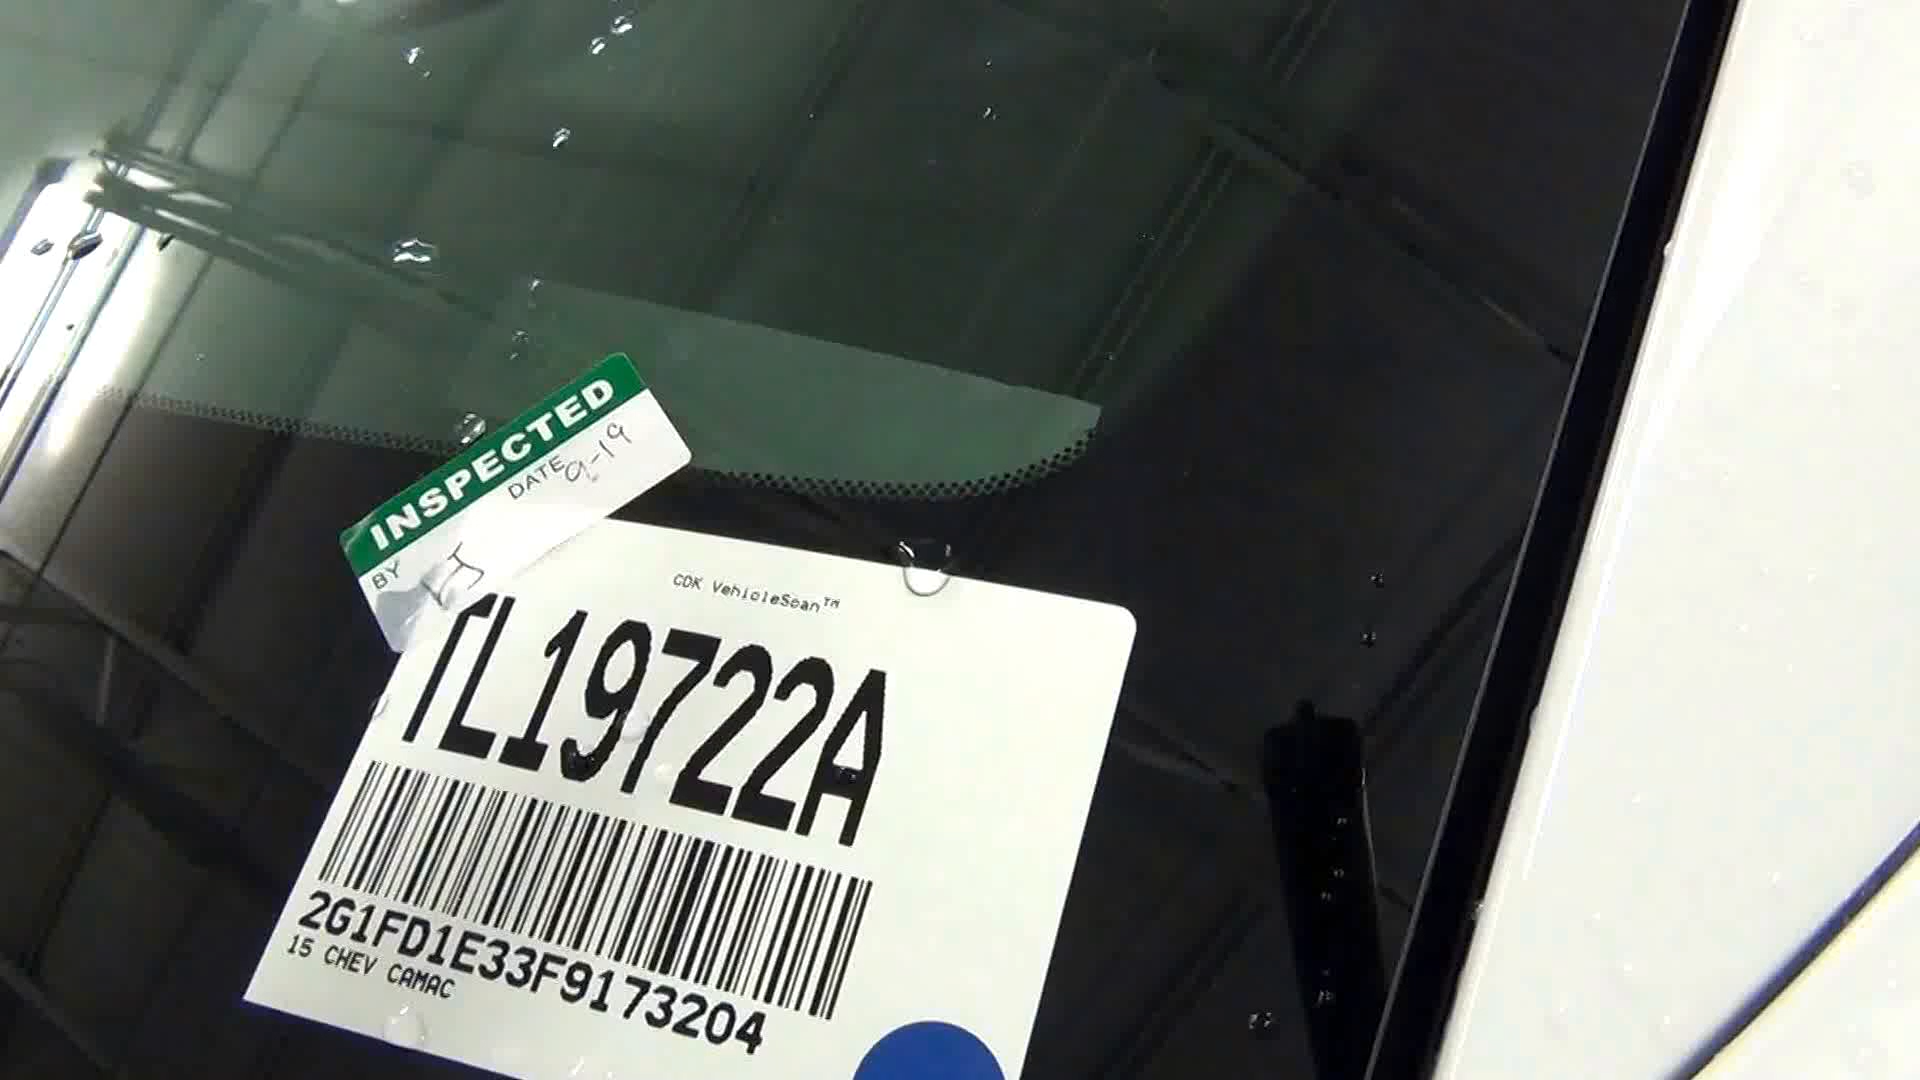 INSPECTED
DATE 9-19
BY
CDK VehicleScan™
TL19722A
2G1FD1E33F9173204
15 CHEV CAMAC